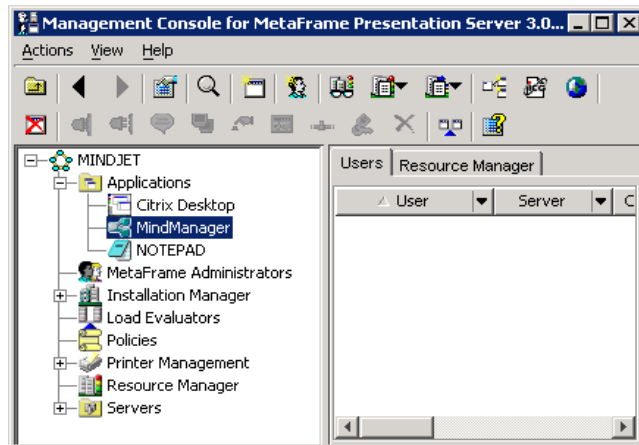 Management Console for MetaFrame Presentation Server 3.0...
Actions View Help
MINDJET
Applications
Citrix Desktop
MindManager
NOTEPAD
MetaFrame Administrators
Installation Manager
Load Evaluators
Policies
Printer Management
Resource Manager
Servers
Users Resource Manager
User Server C